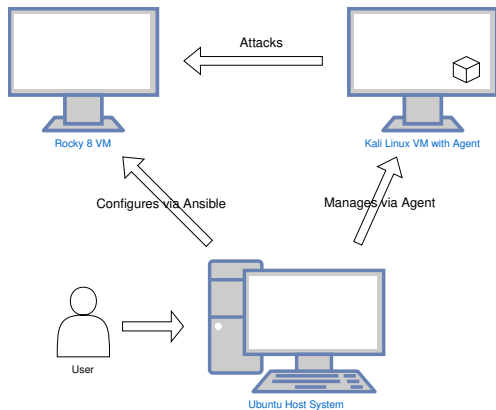 Attacks
Rocky 8 VM
Kali Linux VM with Agent
Configures via Ansible
Manages via Agent
User
Ubuntu Host System